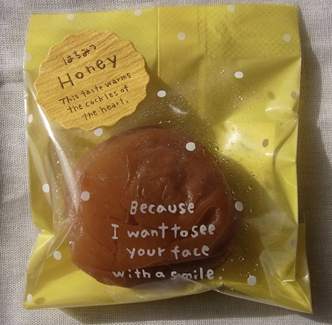 はちみつ
Honey
This taste warms
the cockles of
the heart.
Because
I want to see
your face
with a smile